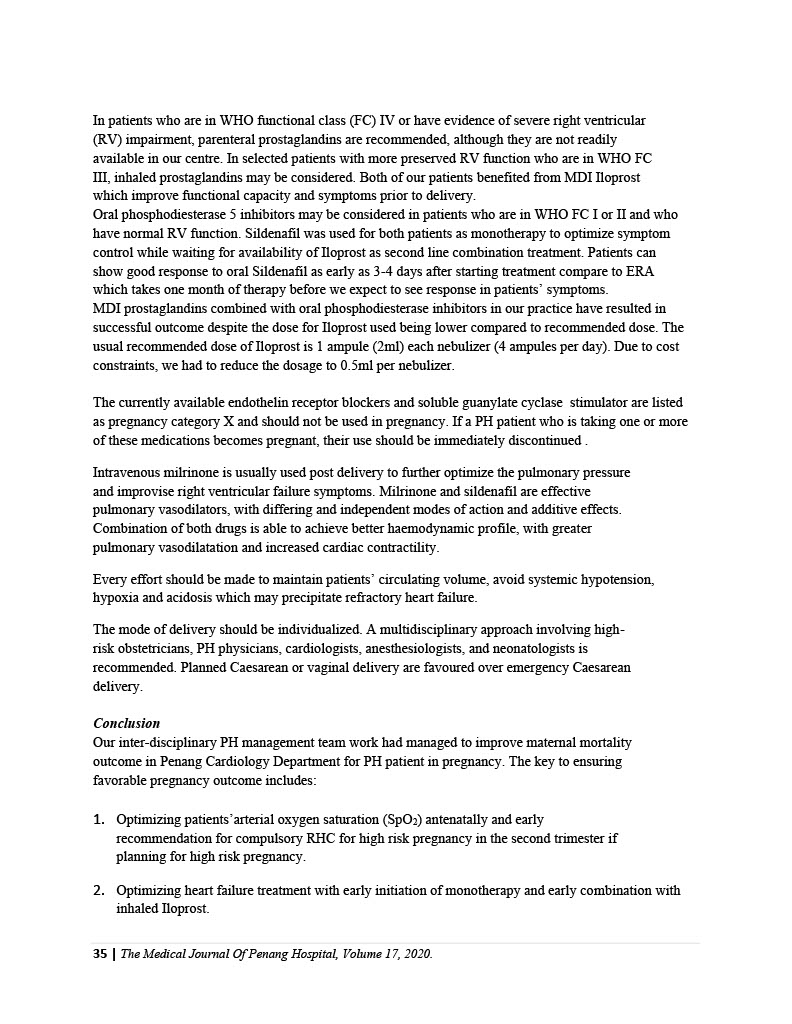 In patients who are in WHO functional class (FC) IV or have evidence of severe right ventricular
(RV) impairment, parenteral prostaglandins are recommended, although they are not readily
available in our centre. In selected patients with more preserved RV function who are in WHO FC
III, inhaled prostaglandins may be considered. Both of our patients benefited from MDI Iloprost
which improve functional capacity and symptoms prior to delivery.
Oral phosphodiesterase 5 inhibitors may be considered in patients who are in WHO FC I or II and who
have normal RV function. Sildenafil was used for both patients as monotherapy to optimize symptom
control while waiting for availability of Iloprost as second line combination treatment. Patients can
show good response to oral Sildenafil as early as 3-4 days after starting treatment compare to ERA
which takes one month of therapy before we expect to see response in patients’ symptoms.
MDI prostaglandins combined with oral phosphodiesterase inhibitors in our practice have resulted in
successful outcome despite the dose for Iloprost used being lower compared to recommended dose. The
usual recommended dose of Iloprost is 1 ampule (2ml) each nebulizer (4 ampules per day). Due to cost
constraints, we had to reduce the dosage to 0.5ml per nebulizer.
The currently available endothelin receptor blockers and soluble guanylate cyclase stimulator are listed
as pregnancy category X and should not be used in pregnancy. If a PH patient who is taking one or more
of these medications becomes pregnant, their use should be immediately discontinued .
Intravenous milrinone is usually used post delivery to further optimize the pulmonary pressure
and improvise right ventricular failure symptoms. Milrinone and sildenafil are effective
pulmonary vasodilators, with differing and independent modes of action and additive effects.
Combination of both drugs is able to achieve better haemodynamic profile, with greater
pulmonary vasodilatation and increased cardiac contractility.
Every effort should be made to maintain patients’ circulating volume, avoid systemic hypotension,
hypoxia and acidosis which may precipitate refractory heart failure.
The mode of delivery should be individualized. A multidisciplinary approach involving high-
risk obstetricians, PH physicians, cardiologists, anesthesiologists, and neonatologists is
recommended. Planned Caesarean or vaginal delivery are favoured over emergency Caesarean
delivery.
Conclusion
Our inter-disciplinary PH management team work had managed to improve maternal mortality
outcome in Penang Cardiology Department for PH patient in pregnancy. The key to ensuring
favorable pregnancy outcome includes:
1. Optimizing patients’arterial oxygen saturation (SpO₂) antenatally and early
recommendation for compulsory RHC for high risk pregnancy in the second trimester if
planning for high risk pregnancy.
2. Optimizing heart failure treatment with early initiation of monotherapy and early combination with
inhaled Iloprost.
35 | The Medical Journal Of Penang Hospital, Volume 17, 2020.